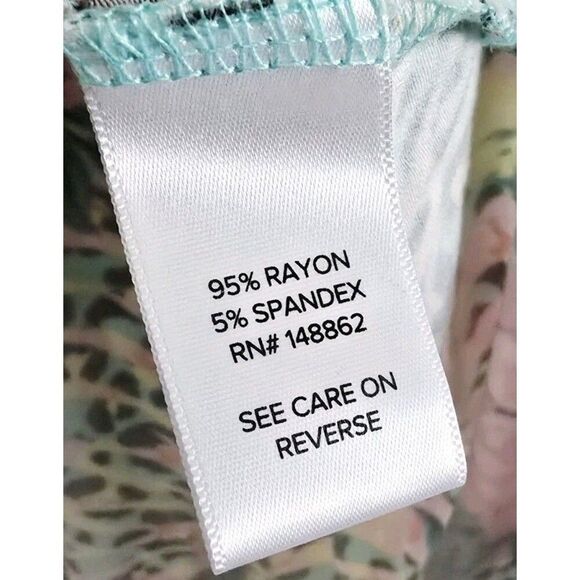 95% RAYON
5% SPANDEX
RN# 148862
SEE CARE ON
REVERSE